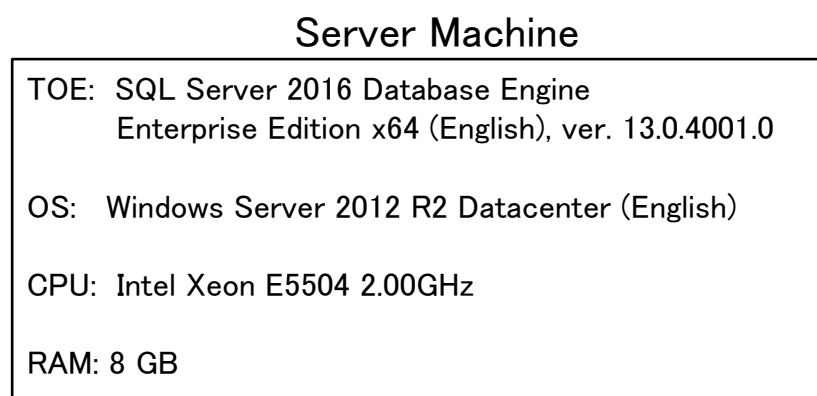 Server Machine
TOE: SQL Server 2016 Database Engine
Enterprise Edition x64 (English), ver. 13.0.4001.0
OS: Windows Server 2012 R2 Datacenter (English)
CPU: Intel Xeon E5504 2.00GHz
RAM: 8 GB